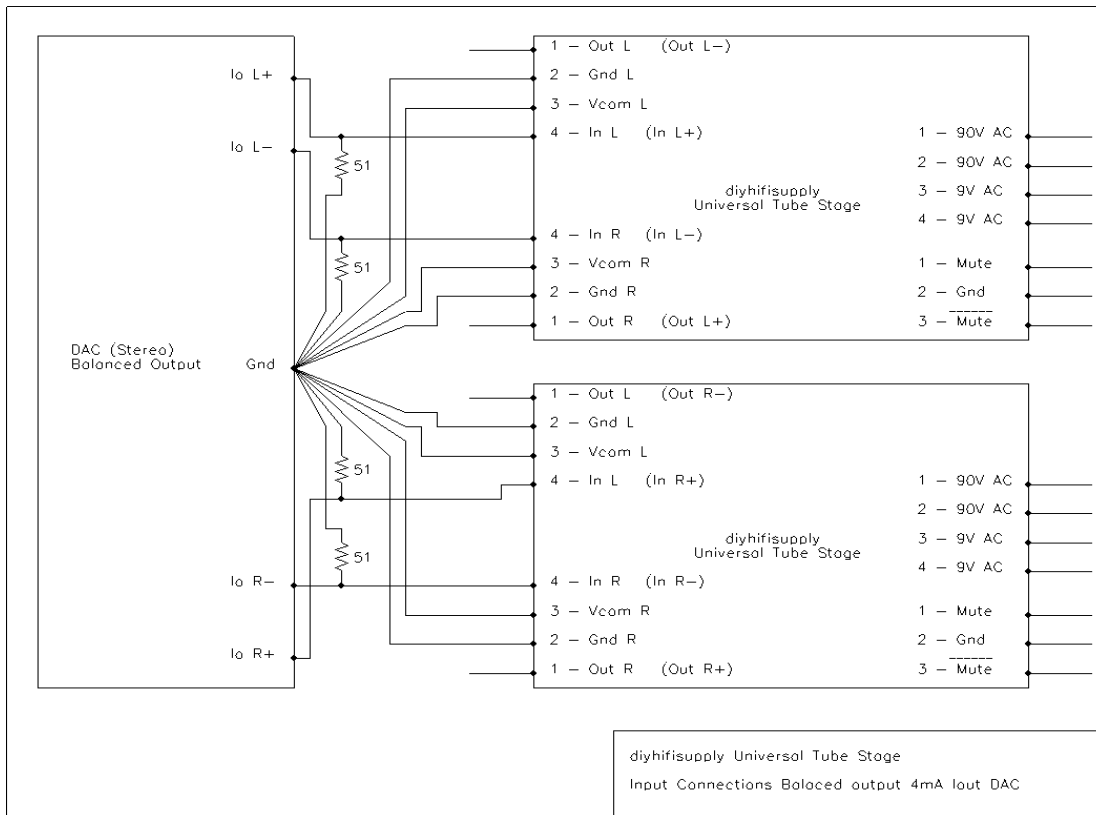 Io L+
Io L-
51
51
DAC (Stereo)
Balanced Output
Gnd
51
51
Io R-
Io R+
1 - Out L (Out L-)
2 - Gnd L
3 - Vcom L
4 - In L (In L+)
1 - 90V AC
2 - 90V AC
3 - 9V AC
4 - 9V AC
diyhifisupply
Universal Tube Stage
4 - In R (In L-)
3 - Vcom R
2 - Gnd R
1 - Out R (Out L+)
1 - Mute
2 - Gnd
3 - Mute
1 - Out L (Out R-)
2 - Gnd L
3 - Vcom L
4 - In L (In R+)
1 - 90V AC
2 - 90V AC
3 - 9V AC
4 - 9V AC
diyhifisupply
Universal Tube Stage
4 - In R (In R-)
3 - Vcom R
2 - Gnd R
1 - Out R (Out R+)
1 - Mute
2 - Gnd
3 - Mute
diyhifisupply Universal Tube Stage
Input Connections Balaced output 4mA Iout DAC